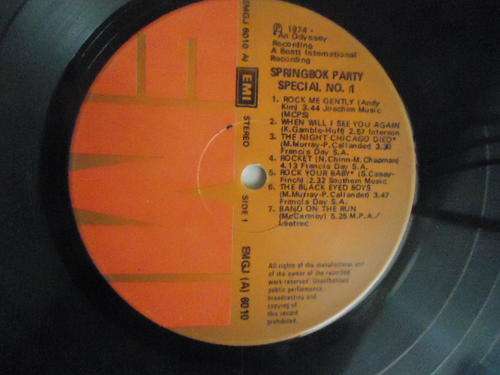 EMGJ 6010 A)
EMI
STEREO
SIDE 1
EMGJ (A) 6010
℗ 1974 -
An Odyssey
Recording
A Scott International
Recording
SPRINGBOK PARTY
SPECIAL NO. 1
1. ROCK ME GENTLY (Andy
Kim) 3.44 Joachim Music
(MCPS)
2. WHEN WILL I SEE YOU AGAIN
(K.Gamble-Huff) 2.57 Interson
3. THE NIGHT CHICAGO DIED*
(M.Murray-P.Callander) 3.30
Francis Day S.A.
4. ROCKET (N.Chinn-M.Chapman)
4.13 Francis Day S.A.
5. ROCK YOUR BABY* (S.Casey-
Finch) 2.32 Southern Music
6. THE BLACK EYED BOYS
(M.Murray-P.Callander) 3.47
Francis Day S.A.
7. BAND ON THE RUN
(McCartney) 5.25 M.P.A./
All rights of the manufacturer and
of the owner of the recorded
work reserved. Unauthorised
public performance,
broadcasting and
copying of
this record
prohibited.